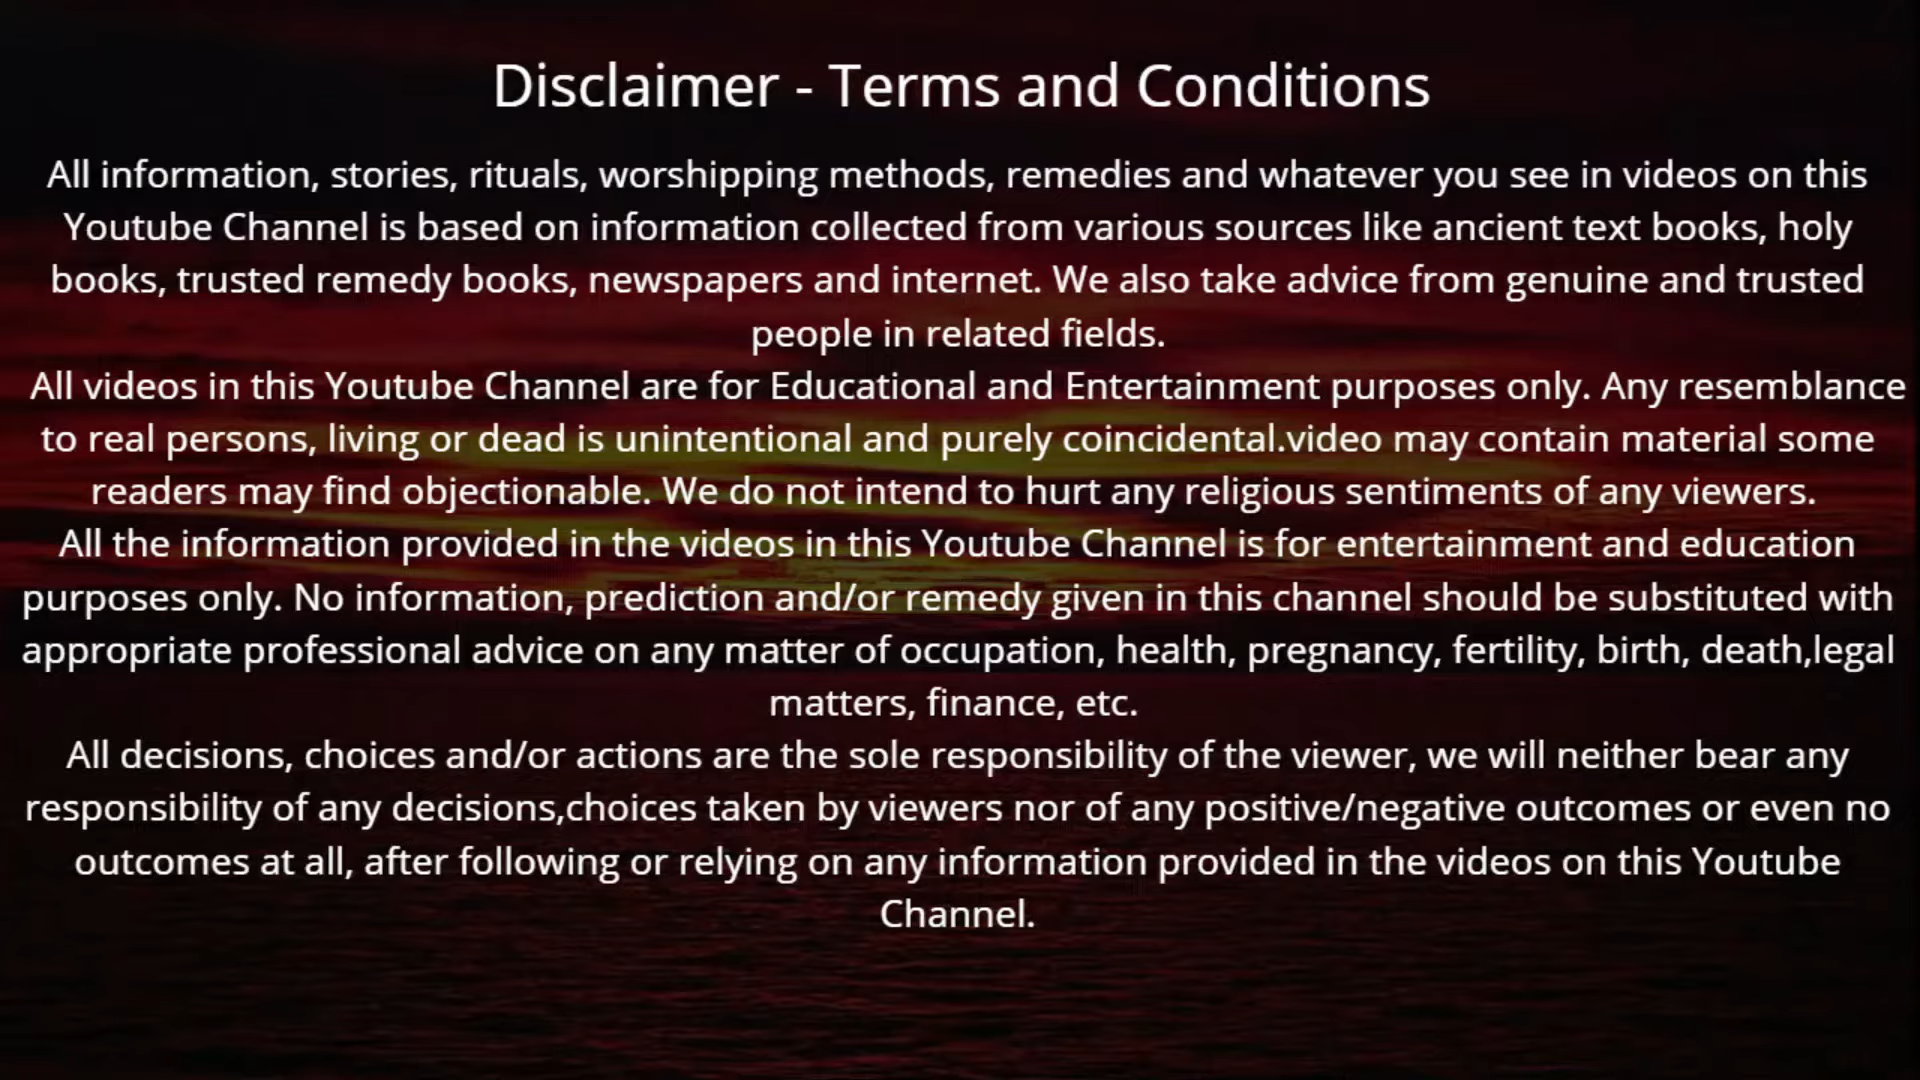 Disclaimer - Terms and Conditions
All information, stories, rituals, worshipping methods, remedies and whatever you see in videos on this
Youtube Channel is based on information collected from various sources like ancient text books, holy
books, trusted remedy books, newspapers and internet. We also take advice from genuine and trusted
people in related fields.
All videos in this Youtube Channel are for Educational and Entertainment purposes only. Any resemblance
to real persons, living or dead is unintentional and purely coincidental.video may contain material some
readers may find objectionable. We do not intend to hurt any religious sentiments of any viewers.
All the information provided in the videos in this Youtube Channel is for entertainment and education
purposes only. No information, prediction and/or remedy given in this channel should be substituted with
appropriate professional advice on any matter of occupation, health, pregnancy, fertility, birth, death,legal
matters, finance, etc.
All decisions, choices and/or actions are the sole responsibility of the viewer, we will neither bear any
responsibility of any decisions,choices taken by viewers nor of any positive/negative outcomes or even no
outcomes at all, after following or relying on any information provided in the videos on this Youtube
Channel.